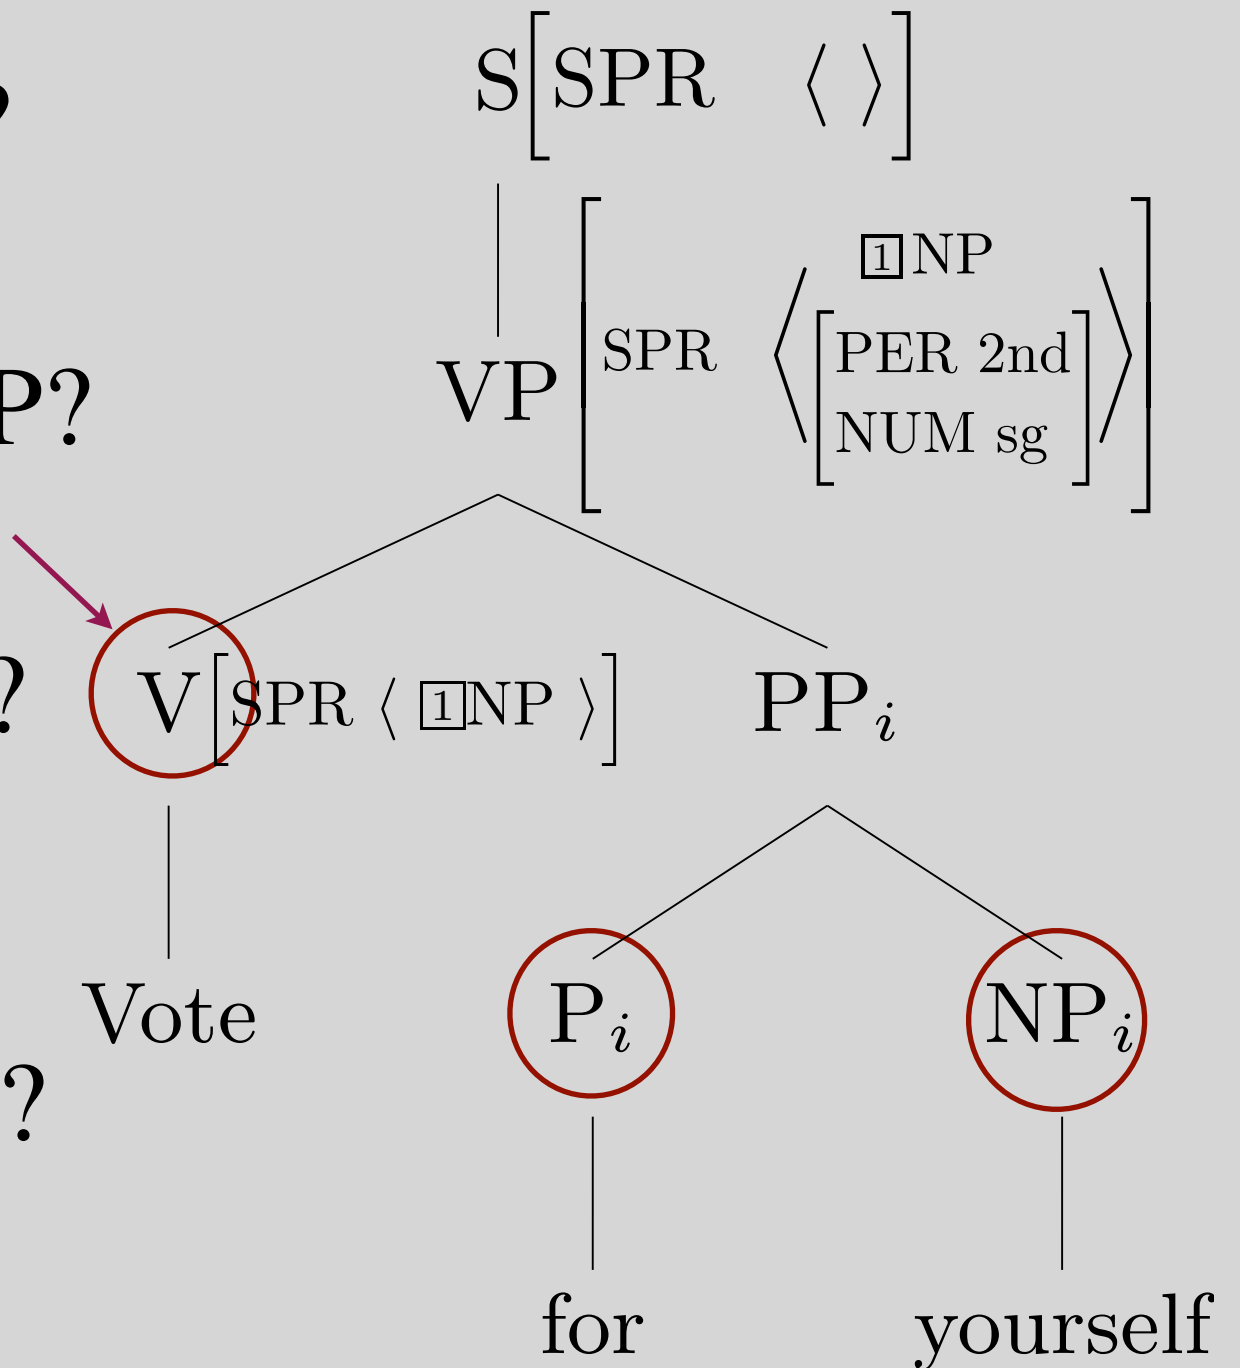 S[SPR ⟨ ⟩]
1 NP
VP [SPR ⟨[PER 2nd
NUM sg]⟩]
P?
V[SPR ⟨ 1 NP ⟩] PPᵢ
?
Vote Pᵢ NPᵢ
?
for yourself